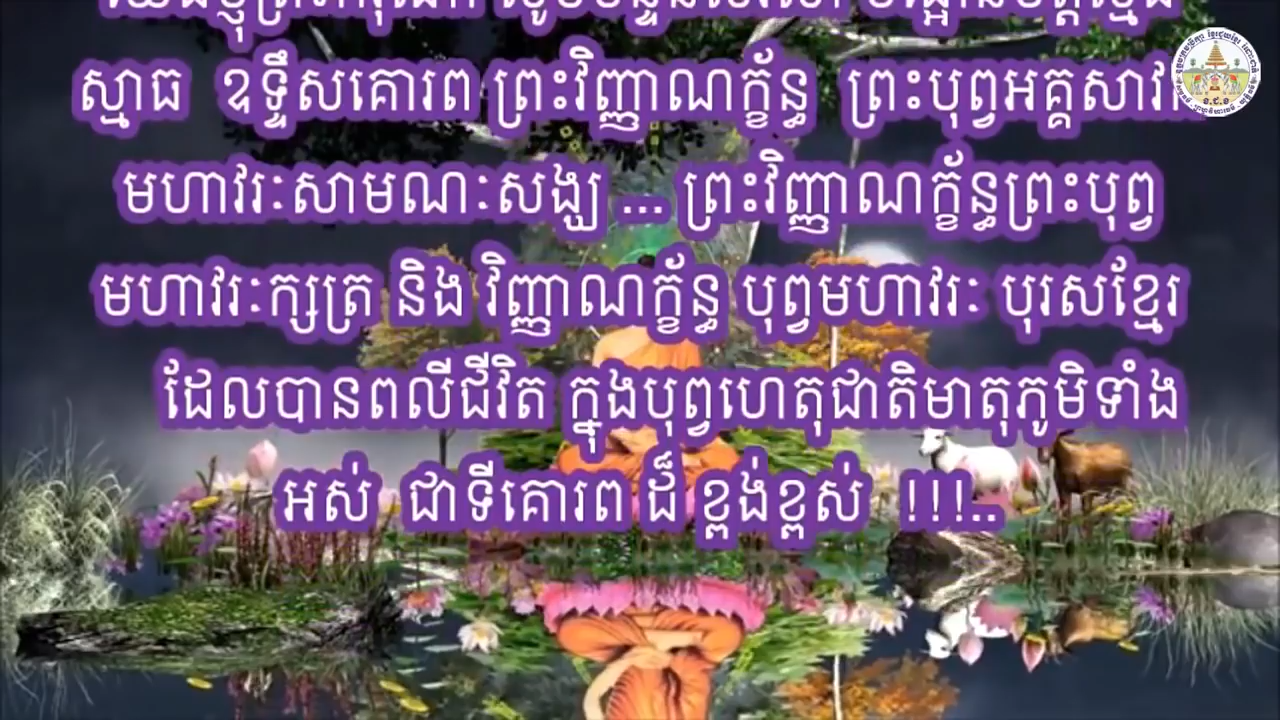 ស្មាធ ឧទ្ទឹសគោរព ព្រះវិញ្ញាណក្ខ័ន្ធ ព្រះបុព្វអគ្គសាវ
មហាវរៈសាមណៈសង្ឃ ... ព្រះវិញ្ញាណក្ខ័ន្ធព្រះបុព្វ
មហាវរៈក្សត្រ និង វិញ្ញាណក្ខ័ន្ធ បុព្វមហាវរៈ បុរសខ្មែរ
ដែលបានពលីជីវិត ក្នុងបុព្វហេតុជាតិមាតុភូមិទាំង
អស់ ជាទីគោរព ដ៏ ខ្ពង់ខ្ពស់ !!!..